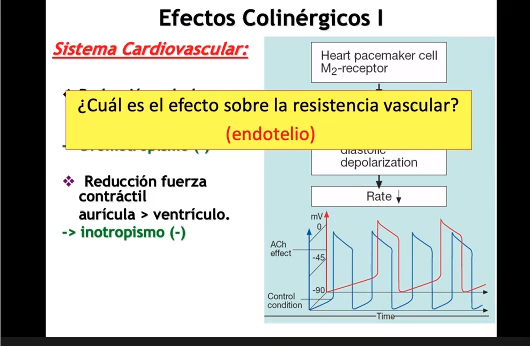 Efectos Colinérgicos I
Sistema Cardiovascular:
¿Cuál es el efecto sobre la resistencia vascular?
(endotelio)
❖ Reducción fuerza
contráctil
aurícula > ventrículo.
-> inotropismo (-)
Heart pacemaker cell
M₂-receptor
diastolic
depolarization
Rate ↓
mV
0
ACh
effect
-45
-90
Control
condition
Time